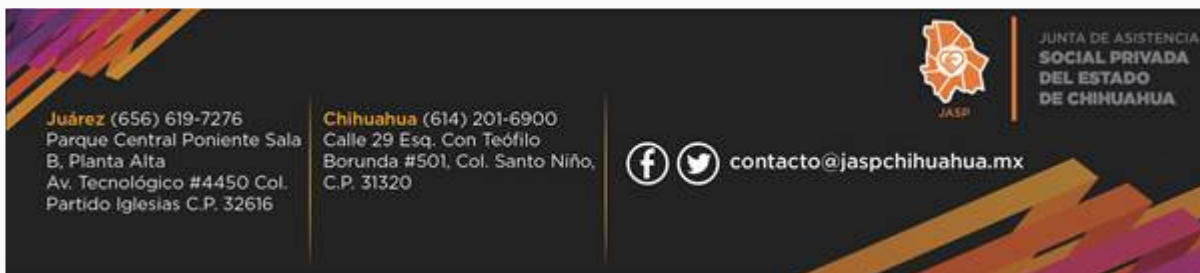 JUNTA DE ASISTENCIA
SOCIAL PRIVADA
DEL ESTADO
DE CHIHUAHUA
JASP
Juárez (656) 619-7276
Parque Central Poniente Sala
B, Planta Alta
Av. Tecnológico #4450 Col.
Partido Iglesias C.P. 32616
Chihuahua (614) 201-6900
Calle 29 Esq. Con Teófilo
Borunda #501, Col. Santo Niño,
C.P. 31320
contacto@jaspchihuahua.mx